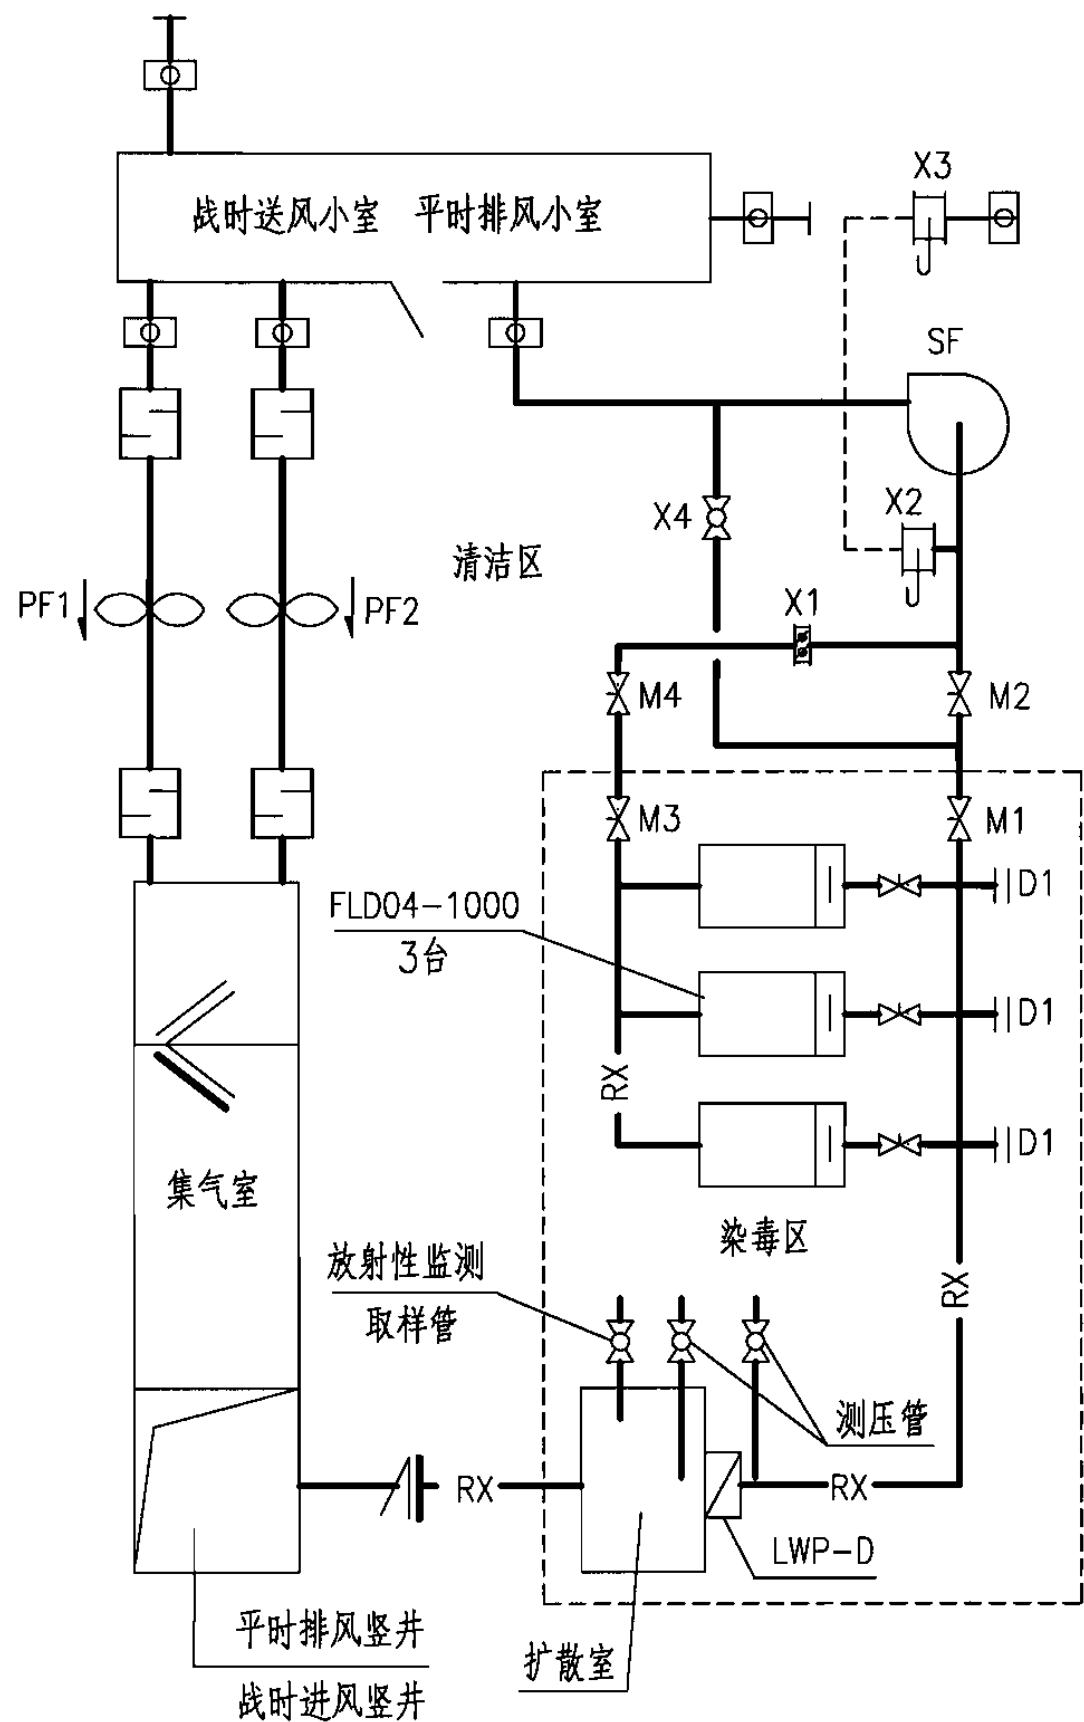 X3
战时送风小室 平时排风小室
SF
X2
X4
清洁区
PF1
PF2
X1
M4
M2
M3
M1
D1
FLD04-1000
3台
D1
RX
D1
集气室
染毒区
放射性监测
取样管
RX
测压管
RX
RX
LWP-D
平时排风竖井
战时进风竖井
扩散室